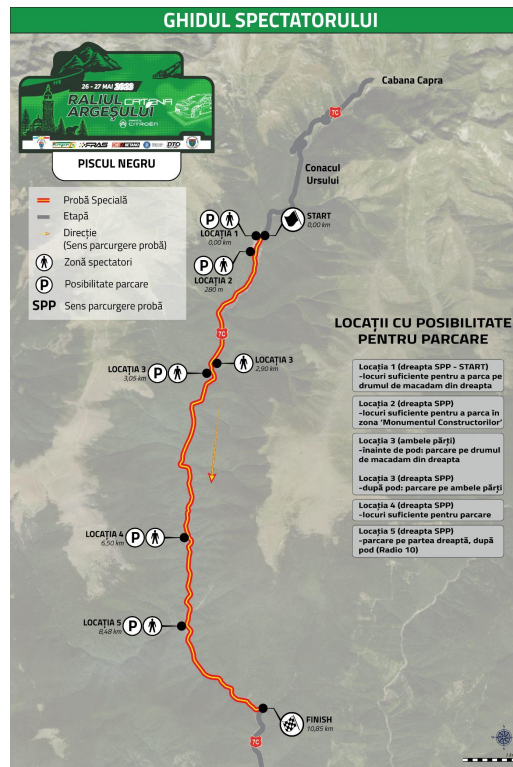 GHIDUL SPECTATORULUI
26 - 27 MAI 2023
RALIUL
ARGEȘULUI
CATENA
CITROËN
PISCUL NEGRU
Probă Specială
Etapă
Direcție
(Sens parcurgere probă)
Zonă spectatori
P Posibilitate parcare
SPP Sens parcurgere probă
Cabana Capra
7C
Conacul
Ursului
START
0,00 km
P
LOCAȚIA 1
0,00 km
P
LOCAȚIA 2
280 m
7C
LOCAȚIA 3
2,90 km
LOCAȚIA 3
3,05 km
P
LOCAȚIA 4
6,50 km
P
LOCAȚIA 5
8,48 km
P
FINISH
10,85 km
7C
LOCAȚII CU POSIBILITATE
PENTRU PARCARE
Locația 1 (dreapta SPP - START)
-locuri suficiente pentru a parca pe
drumul de macadam din dreapta
Locația 2 (dreapta SPP)
-locuri suficiente pentru a parca în
zona 'Monumentul Constructorilor'
Locația 3 (ambele părți)
-înainte de pod: parcare pe drumul
de macadam din dreapta
Locația 3 (dreapta SPP)
-după pod: parcare pe ambele părți
Locația 4 (dreapta SPP)
-locuri suficiente pentru parcare
Locația 5 (dreapta SPP)
-parcare pe partea dreaptă, după
pod (Radio 10)